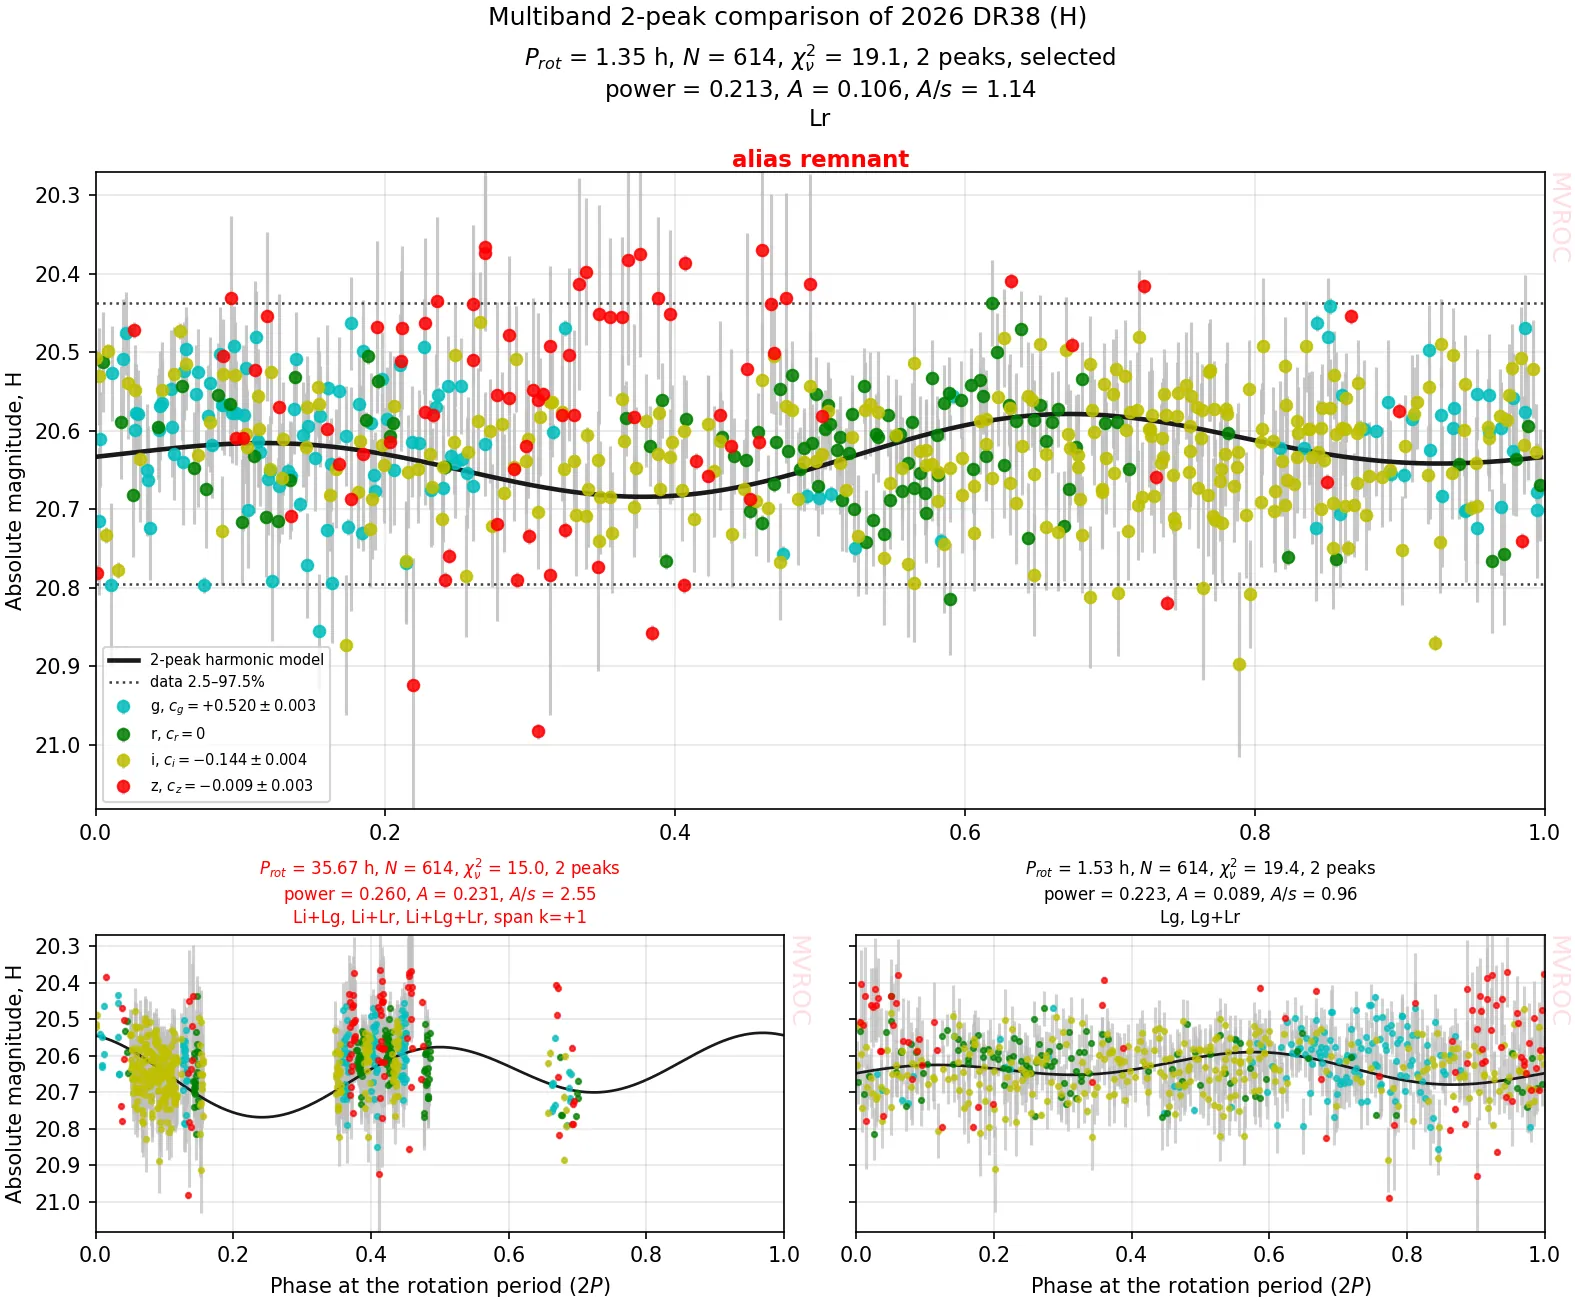 Multiband 2-peak comparison of 2026 DR38 (H)
P_rot = 1.35 h, N = 614, χ²_ν = 19.1, 2 peaks, selected
power = 0.213, A = 0.106, A/s = 1.14
Lr
alias remnant
MVROC
Absolute magnitude, H
20.3
20.4
20.5
20.6
20.7
20.8
20.9
21.0
2-peak harmonic model
data 2.5–97.5%
g, c_g = +0.520 ± 0.003
r, c_r = 0
i, c_i = −0.144 ± 0.004
z, c_z = −0.009 ± 0.003
0.0 0.2 0.4 0.6 0.8 1.0
P_rot = 35.67 h, N = 614, χ²_ν = 15.0, 2 peaks
power = 0.260, A = 0.231, A/s = 2.55
Li+Lg, Li+Lr, Li+Lg+Lr, span k=+1
MVROC
Absolute magnitude, H
20.3
20.4
20.5
20.6
20.7
20.8
20.9
21.0
0.0 0.2 0.4 0.6 0.8 1.0
Phase at the rotation period (2P)
P_rot = 1.53 h, N = 614, χ²_ν = 19.4, 2 peaks
power = 0.223, A = 0.089, A/s = 0.96
Lg, Lg+Lr
MVROC
0.0 0.2 0.4 0.6 0.8 1.0
Phase at the rotation period (2P)